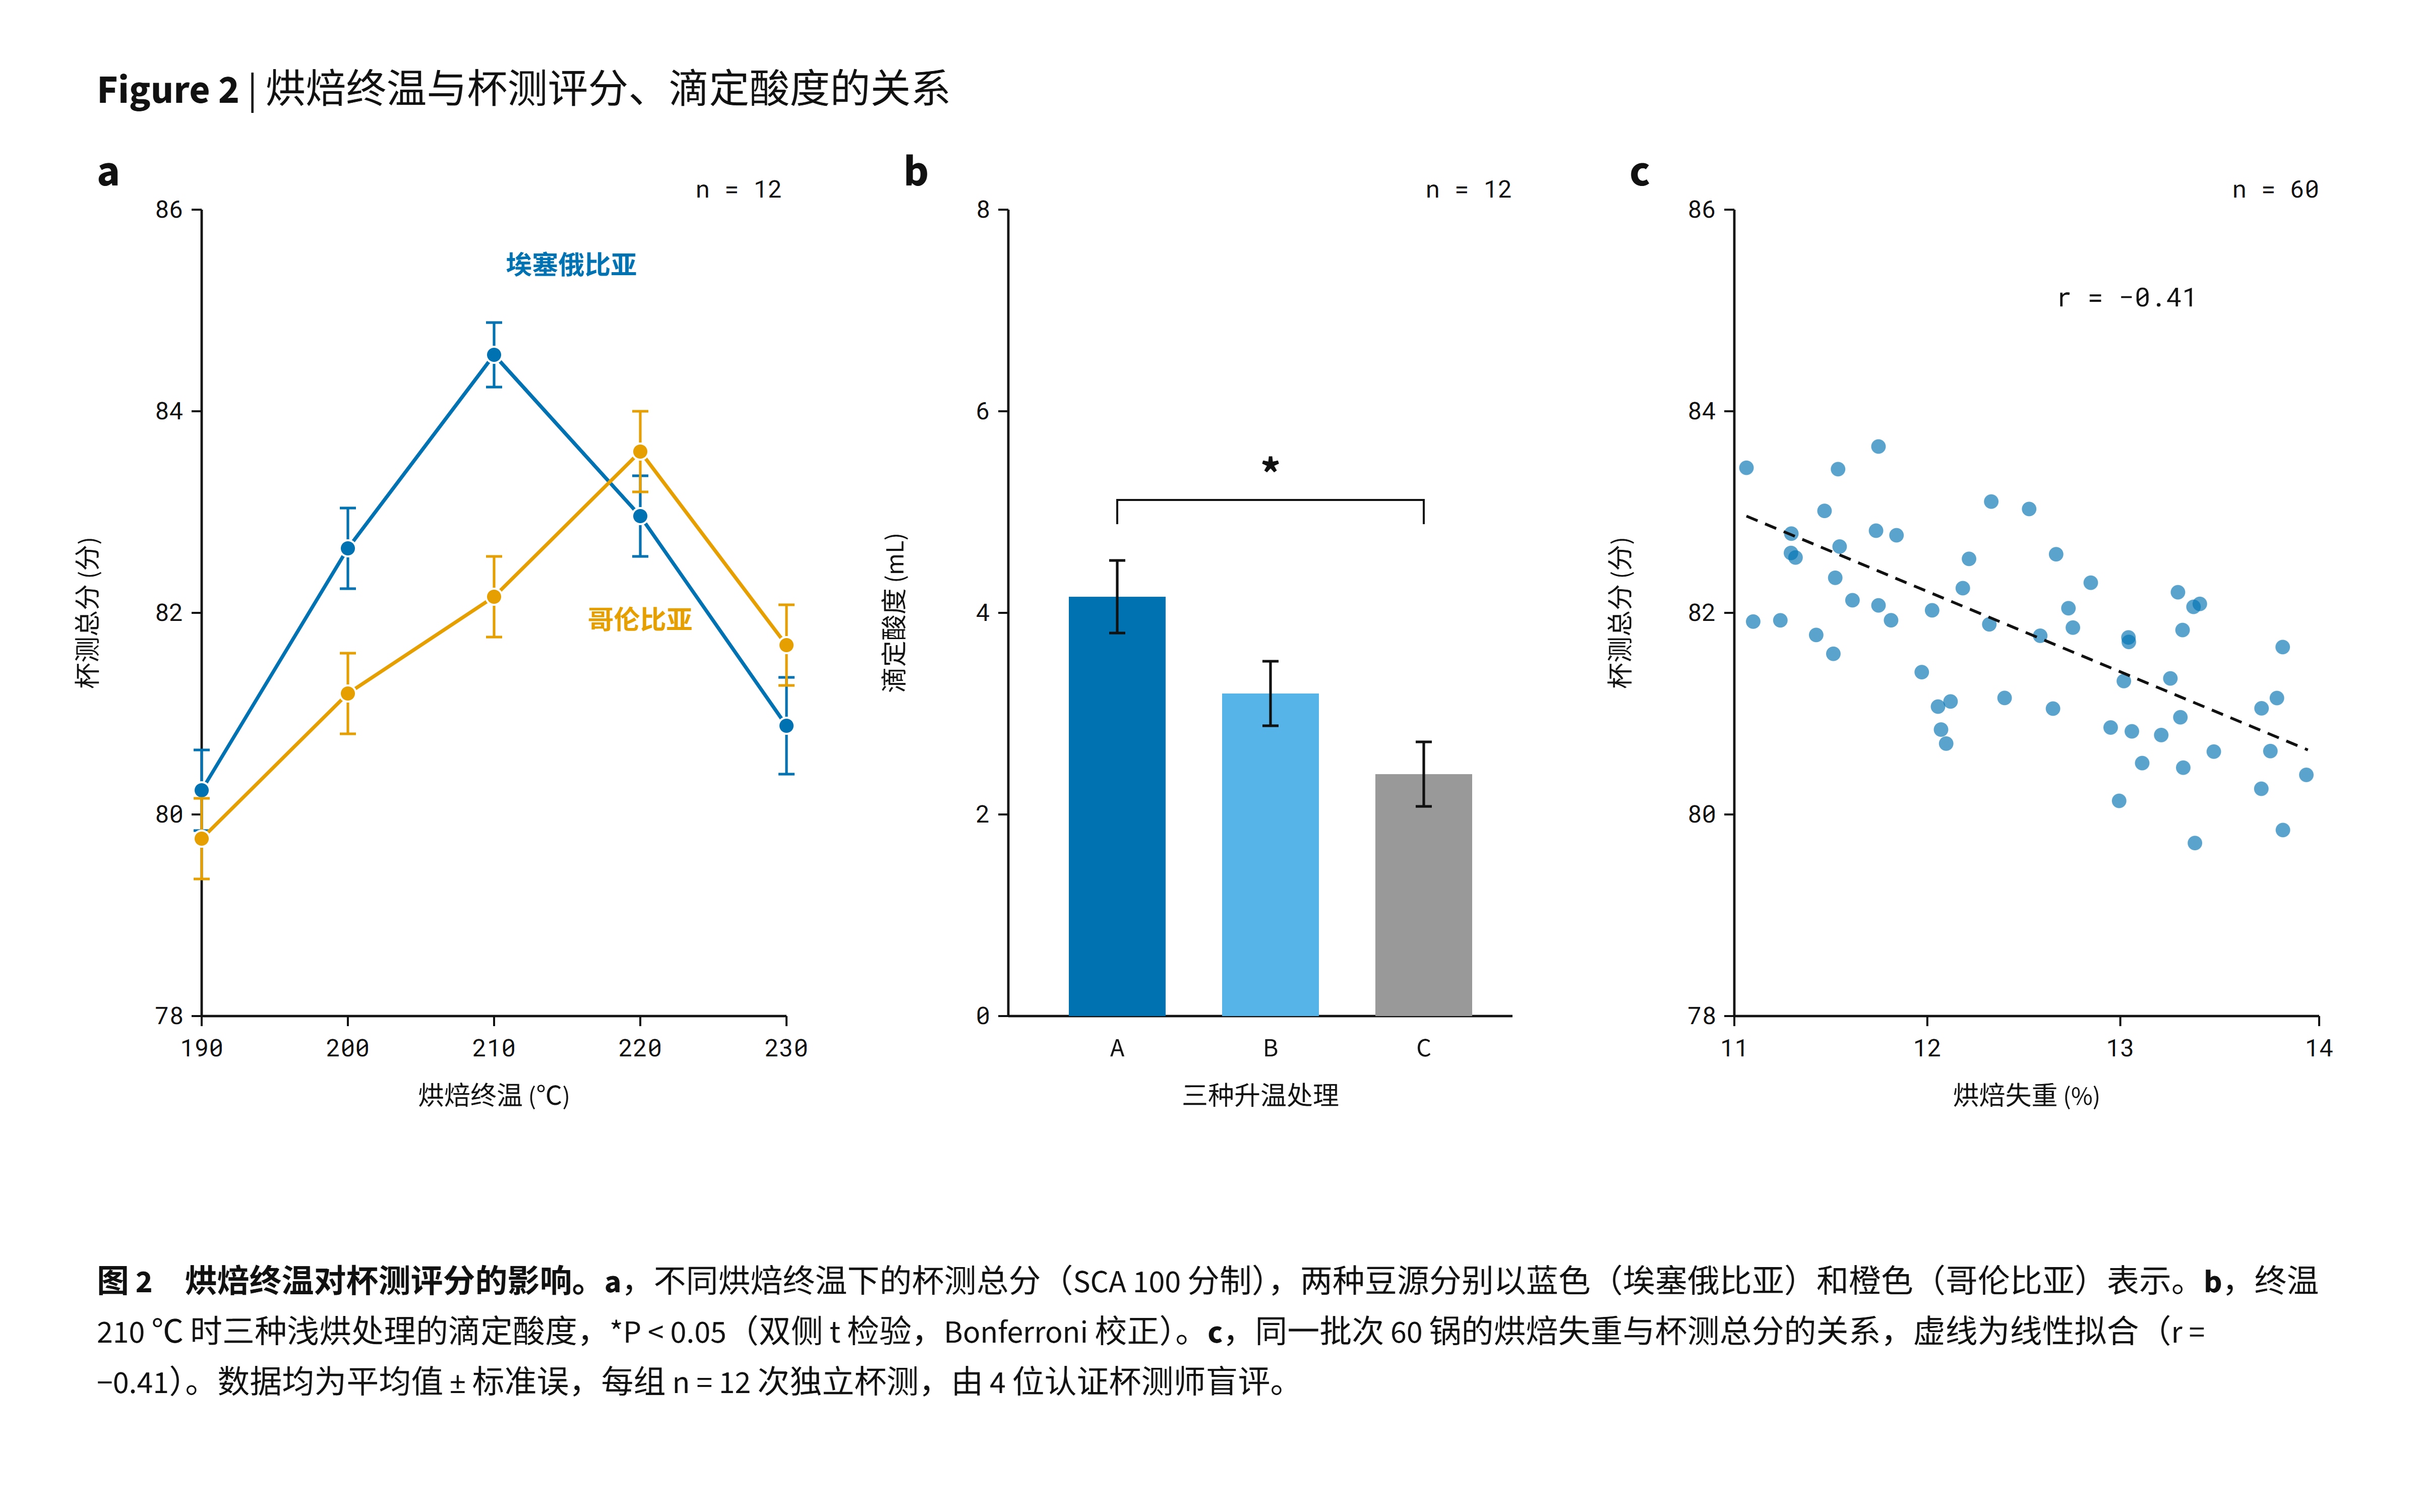 Figure 2 | 烘焙终温与杯测评分、滴定酸度的关系
a
n = 12
86
84
82
80
78
杯测总分 (分)
埃塞俄比亚
哥伦比亚
190 200 210 220 230
烘焙终温 (℃)
b
n = 12
8
6
4
2
0
滴定酸度 (mL)
*
A B C
三种升温处理
c
n = 60
r = −0.41
86
84
82
80
78
杯测总分 (分)
11 12 13 14
烘焙失重 (%)
图 2　烘焙终温对杯测评分的影响。a，不同烘焙终温下的杯测总分（SCA 100 分制），两种豆源分别以蓝色（埃塞俄比亚）和橙色（哥伦比亚）表示。b，终温
210 ℃ 时三种浅烘处理的滴定酸度，*P < 0.05（双侧 t 检验，Bonferroni 校正）。c，同一批次 60 锅的烘焙失重与杯测总分的关系，虚线为线性拟合（r =
−0.41）。数据均为平均值 ± 标准误，每组 n = 12 次独立杯测，由 4 位认证杯测师盲评。